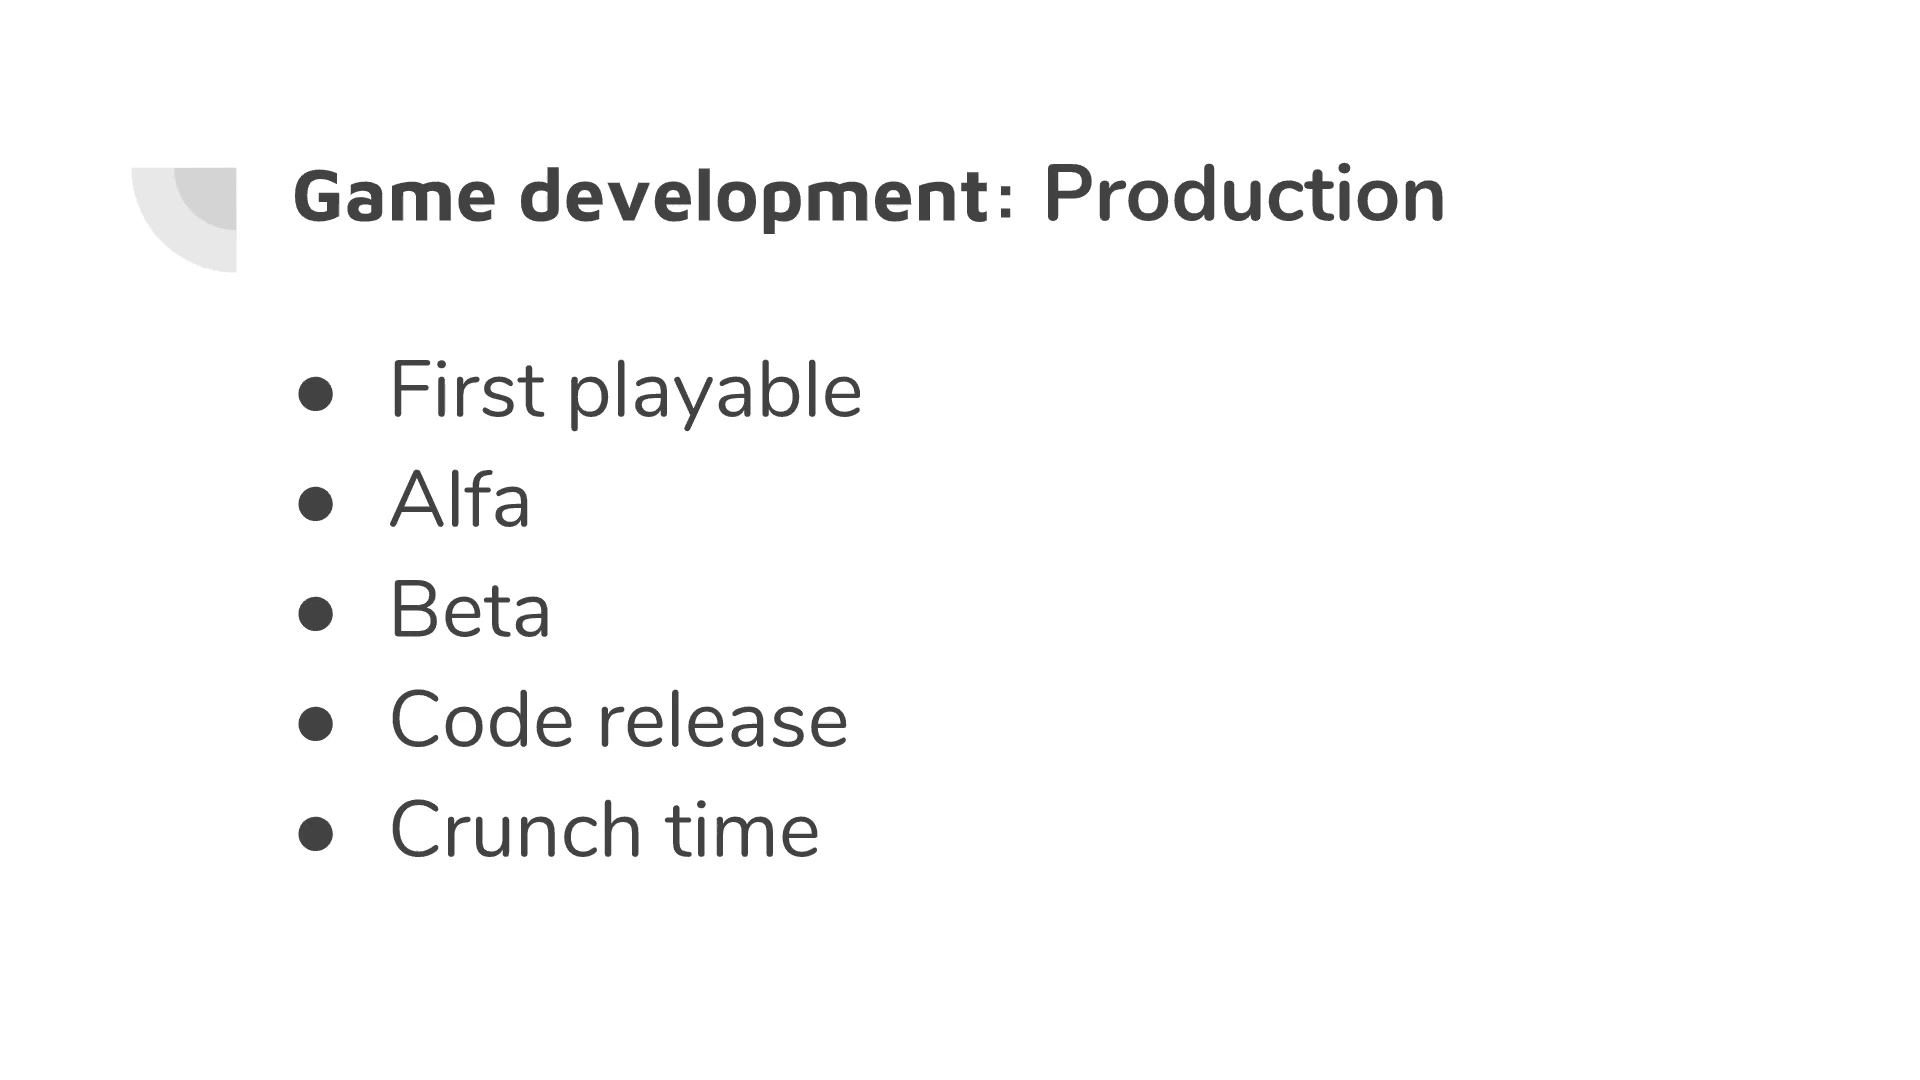 Game development: Production
● First playable
● Alfa
● Beta
● Code release
● Crunch time